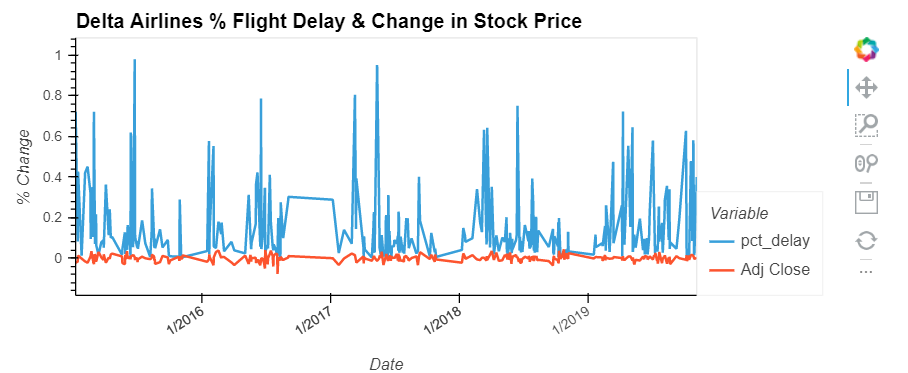 Delta Airlines % Flight Delay & Change in Stock Price
% Change
1
0.8
0.6
0.4
0.2
0
1/2016
1/2017
1/2018
1/2019
Date
Variable
pct_delay
Adj Close